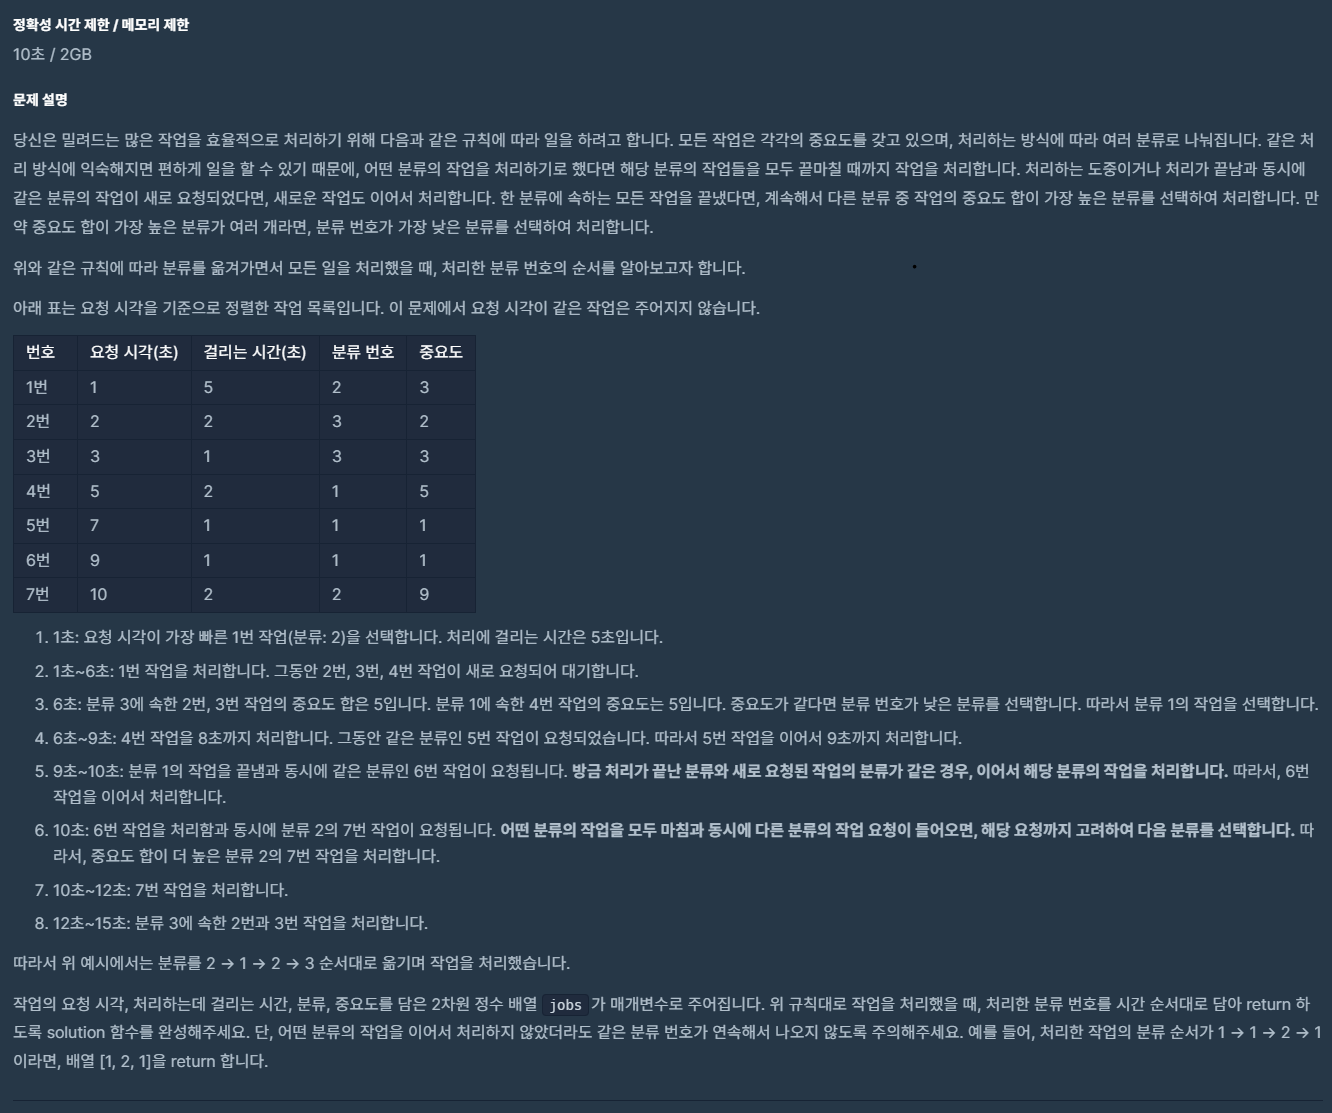 정확성 시간 제한 / 메모리 제한
10초 / 2GB
문제 설명
당신은 밀려드는 많은 작업을 효율적으로 처리하기 위해 다음과 같은 규칙에 따라 일을 하려고 합니다. 모든 작업은 각각의 중요도를 갖고 있으며, 처리하는 방식에 따라 여러 분류로 나눠집니다. 같은 처
리 방식에 익숙해지면 편하게 일을 할 수 있기 때문에, 어떤 분류의 작업을 처리하기로 했다면 해당 분류의 작업들을 모두 끝마칠 때까지 작업을 처리합니다. 처리하는 도중이거나 처리가 끝남과 동시에
같은 분류의 작업이 새로 요청되었다면, 새로운 작업도 이어서 처리합니다. 한 분류에 속하는 모든 작업을 끝냈다면, 계속해서 다른 분류 중 작업의 중요도 합이 가장 높은 분류를 선택하여 처리합니다. 만
약 중요도 합이 가장 높은 분류가 여러 개라면, 분류 번호가 가장 낮은 분류를 선택하여 처리합니다.
위와 같은 규칙에 따라 분류를 옮겨가면서 모든 일을 처리했을 때, 처리한 분류 번호의 순서를 알아보고자 합니다.
아래 표는 요청 시각을 기준으로 정렬한 작업 목록입니다. 이 문제에서 요청 시각이 같은 작업은 주어지지 않습니다.
번호 요청 시각(초) 걸리는 시간(초) 분류 번호 중요도
1번 1 5 2 3
2번 2 2 3 2
3번 3 1 3 3
4번 5 2 1 5
5번 7 1 1 1
6번 9 1 1 1
7번 10 2 2 9
1. 1초: 요청 시각이 가장 빠른 1번 작업(분류: 2)을 선택합니다. 처리에 걸리는 시간은 5초입니다.
2. 1초~6초: 1번 작업을 처리합니다. 그동안 2번, 3번, 4번 작업이 새로 요청되어 대기합니다.
3. 6초: 분류 3에 속한 2번, 3번 작업의 중요도 합은 5입니다. 분류 1에 속한 4번 작업의 중요도는 5입니다. 중요도가 같다면 분류 번호가 낮은 분류를 선택합니다. 따라서 분류 1의 작업을 선택합니다.
4. 6초~9초: 4번 작업을 8초까지 처리합니다. 그동안 같은 분류인 5번 작업이 요청되었습니다. 따라서 5번 작업을 이어서 9초까지 처리합니다.
5. 9초~10초: 분류 1의 작업을 끝냄과 동시에 같은 분류인 6번 작업이 요청됩니다. 방금 처리가 끝난 분류와 새로 요청된 작업의 분류가 같은 경우, 이어서 해당 분류의 작업을 처리합니다. 따라서, 6번
작업을 이어서 처리합니다.
6. 10초: 6번 작업을 처리함과 동시에 분류 2의 7번 작업이 요청됩니다. 어떤 분류의 작업을 모두 마침과 동시에 다른 분류의 작업 요청이 들어오면, 해당 요청까지 고려하여 다음 분류를 선택합니다. 따
라서, 중요도 합이 더 높은 분류 2의 7번 작업을 처리합니다.
7. 10초~12초: 7번 작업을 처리합니다.
8. 12초~15초: 분류 3에 속한 2번과 3번 작업을 처리합니다.
따라서 위 예시에서는 분류를 2 → 1 → 2 → 3 순서대로 옮기며 작업을 처리했습니다.
작업의 요청 시각, 처리하는데 걸리는 시간, 분류, 중요도를 담은 2차원 정수 배열 jobs 가 매개변수로 주어집니다. 위 규칙대로 작업을 처리했을 때, 처리한 분류 번호를 시간 순서대로 담아 return 하
도록 solution 함수를 완성해주세요. 단, 어떤 분류의 작업을 이어서 처리하지 않았더라도 같은 분류 번호가 연속해서 나오지 않도록 주의해주세요. 예를 들어, 처리한 작업의 분류 순서가 1 → 1 → 2 → 1
이라면, 배열 [1, 2, 1]을 return 합니다.